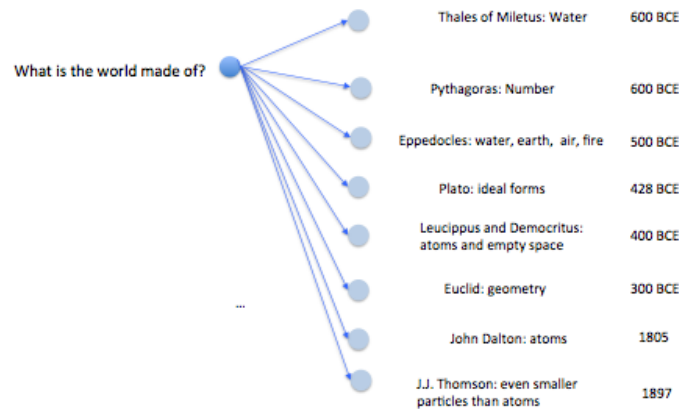 Thales of Miletus: Water 600 BCE
What is the world made of?
Pythagoras: Number 600 BCE
Eppedocles: water, earth, air, fire 500 BCE
Plato: ideal forms 428 BCE
Leucippus and Democritus:
atoms and empty space 400 BCE
Euclid: geometry 300 BCE
...
John Dalton: atoms 1805
J.J. Thomson: even smaller
particles than atoms 1897